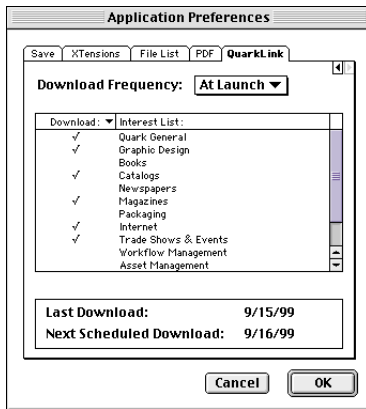 Application Preferences
Save XTensions File List PDF QuarkLink
Download Frequency: At Launch
Download: Interest List:
√ Quark General
√ Graphic Design
Books
√ Catalogs
Newspapers
√ Magazines
Packaging
√ Internet
√ Trade Shows & Events
Workflow Management
Asset Management
Last Download: 9/15/99
Next Scheduled Download: 9/16/99
Cancel OK